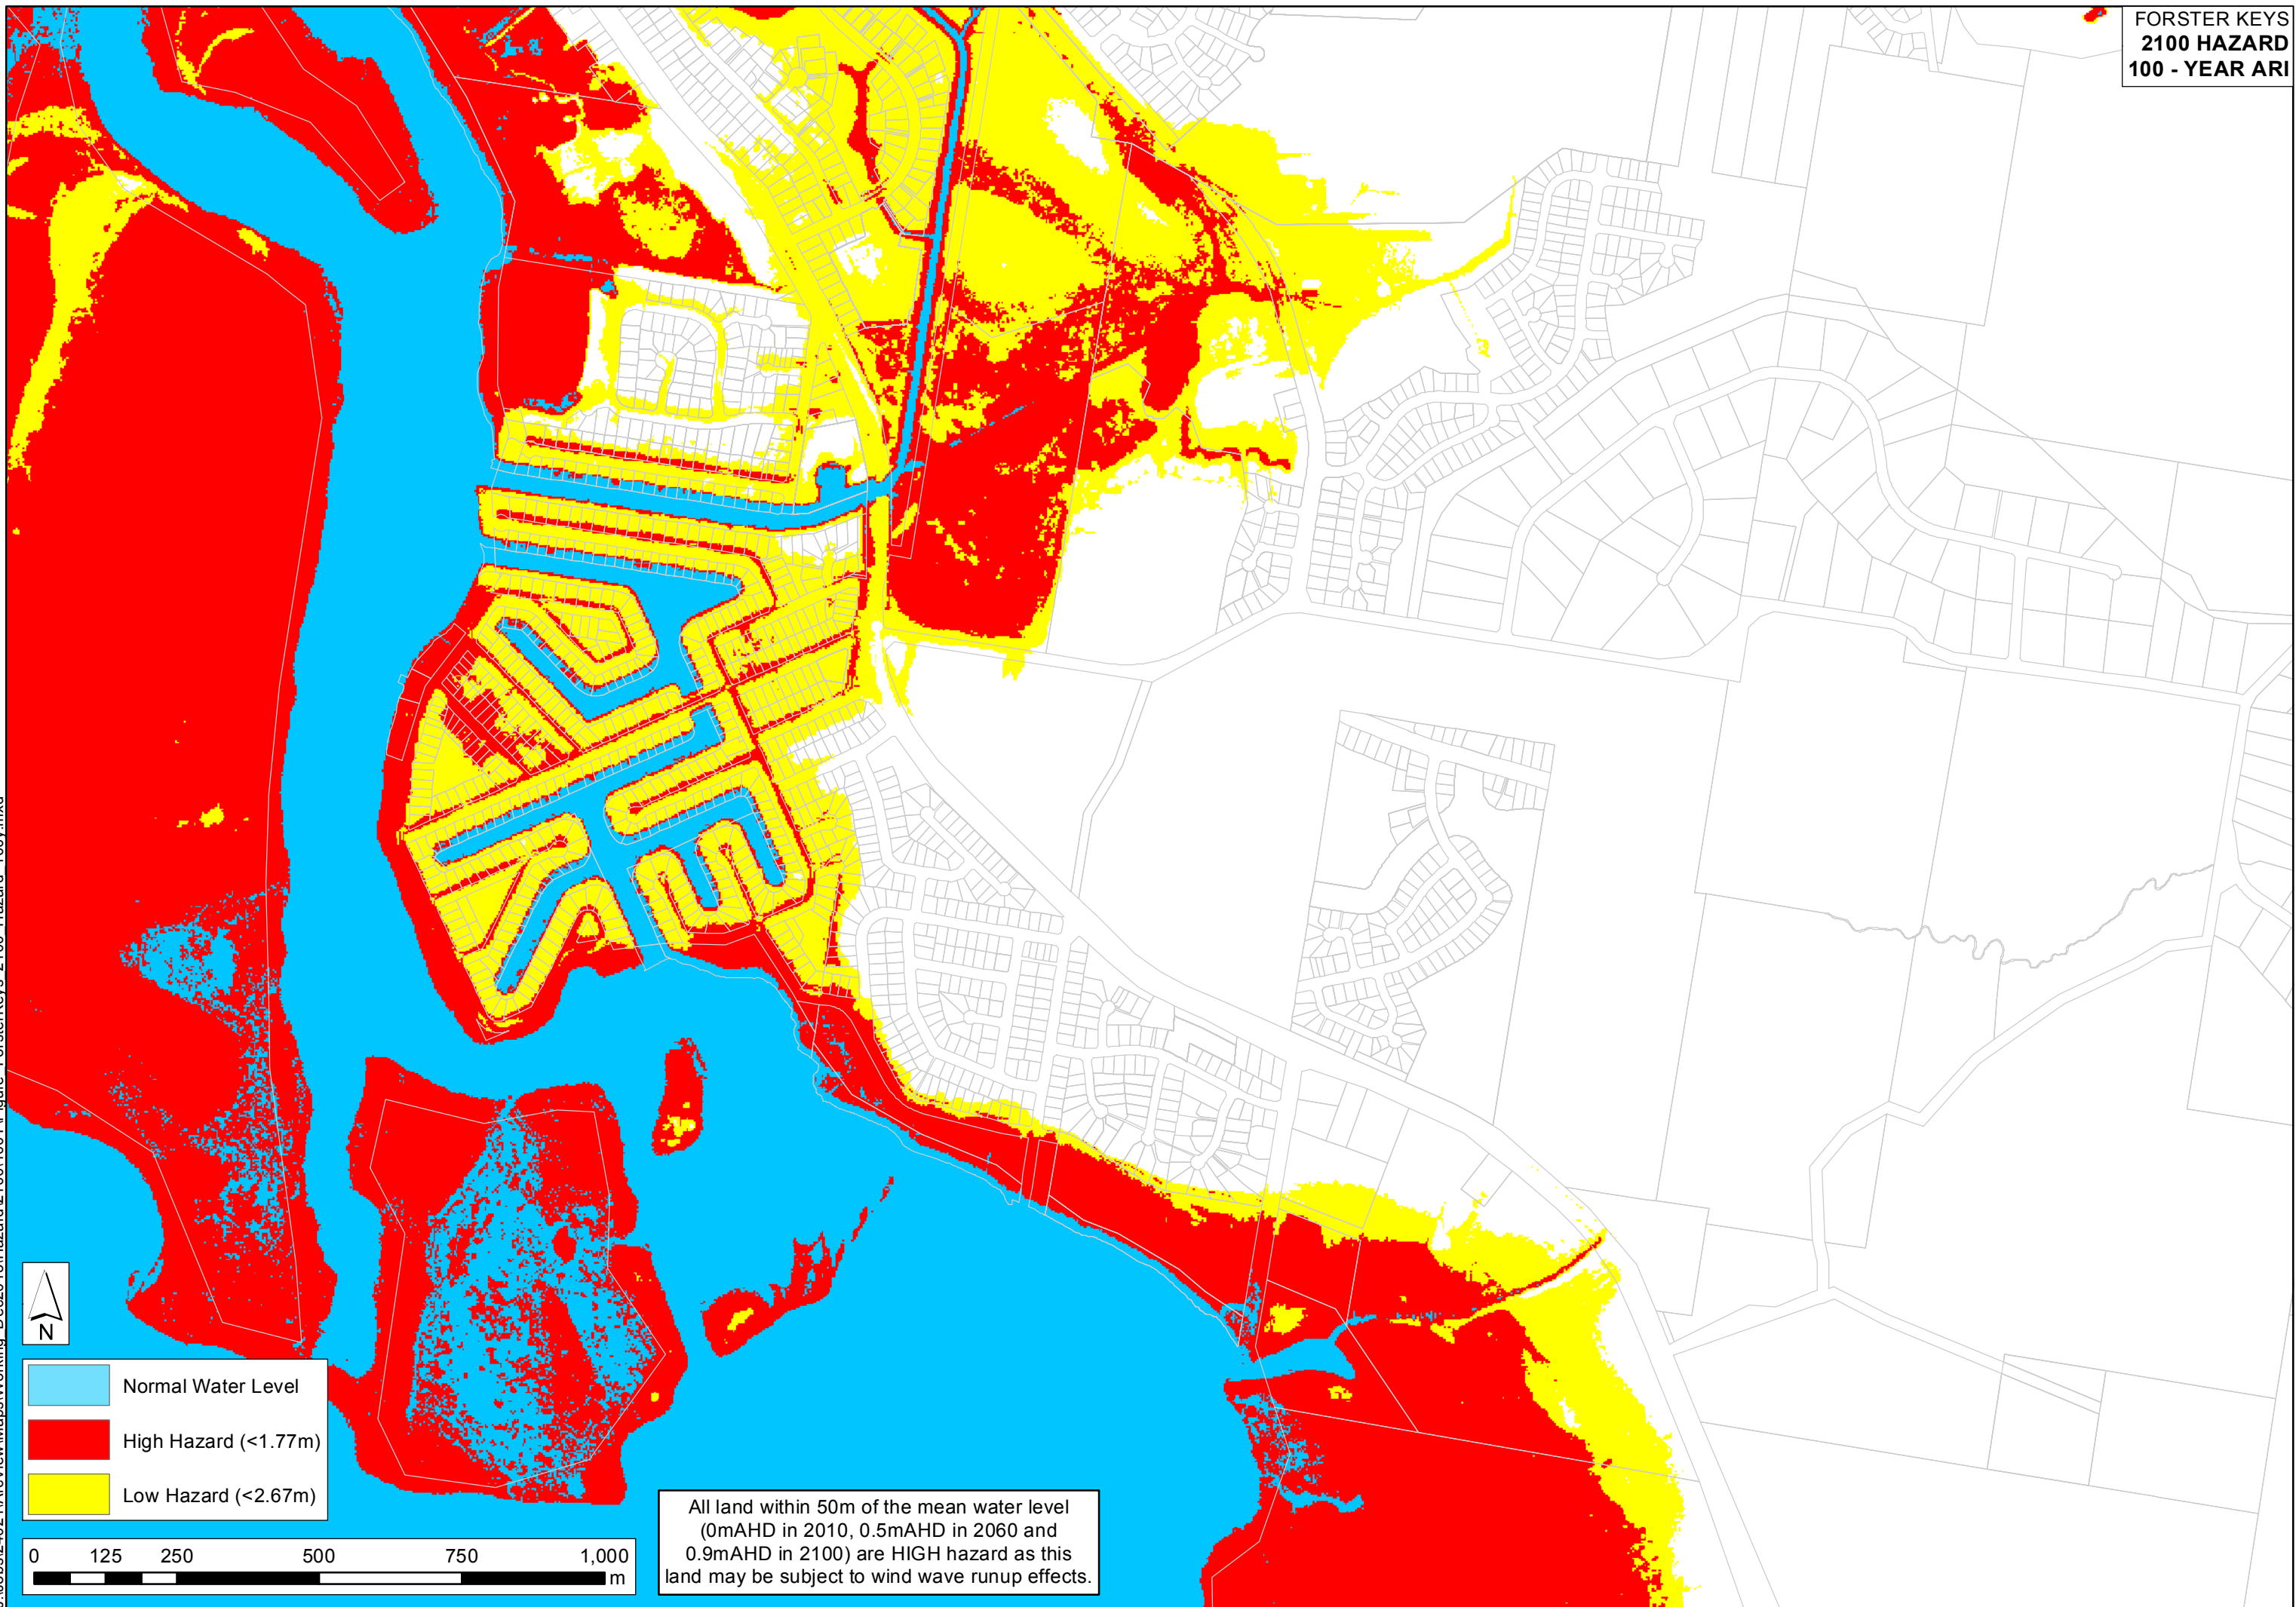 FORSTER KEYS
2100 HAZARD
100 - YEAR ARI
N
Normal Water Level
High Hazard (<1.77m)
Low Hazard (<2.67m)
0 125 250 500 750 1,000
m
All land within 50m of the mean water level
(0mAHD in 2010, 0.5mAHD in 2060 and
0.9mAHD in 2100) are HIGH hazard as this
land may be subject to wind wave runup effects.